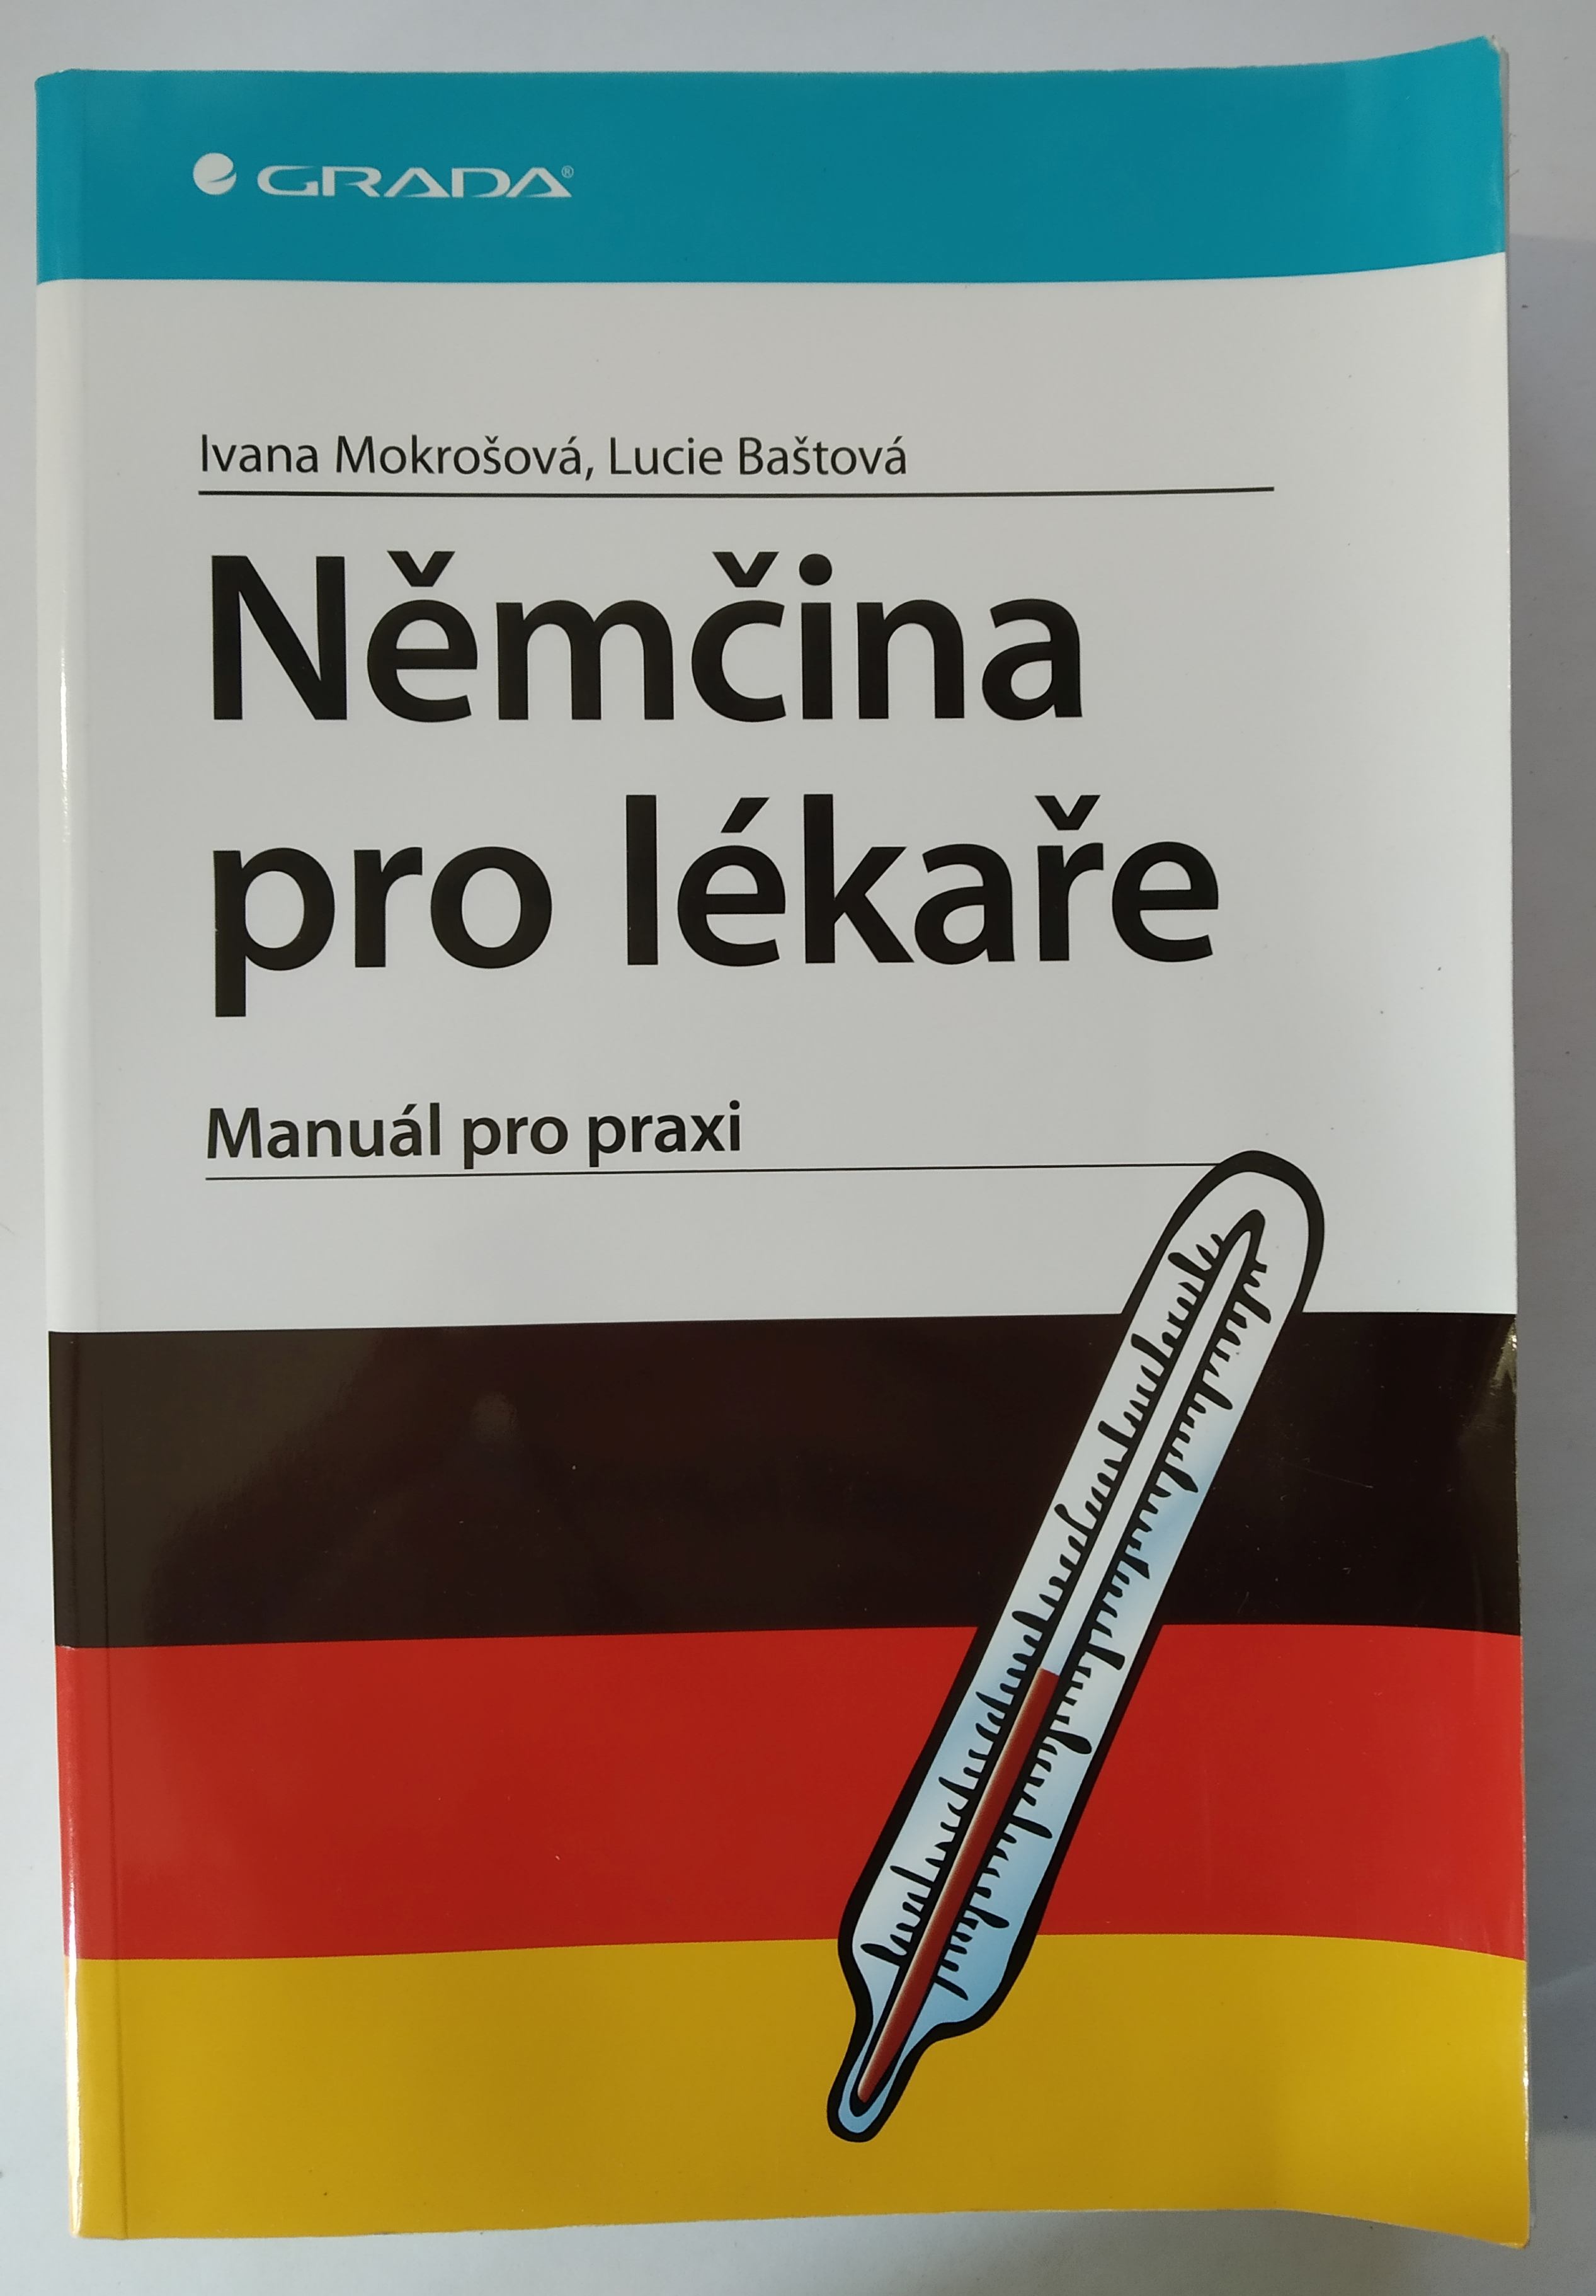 GRADA®
Ivana Mokrošová, Lucie Baštová
Němčina
pro lékaře
Manuál pro praxi